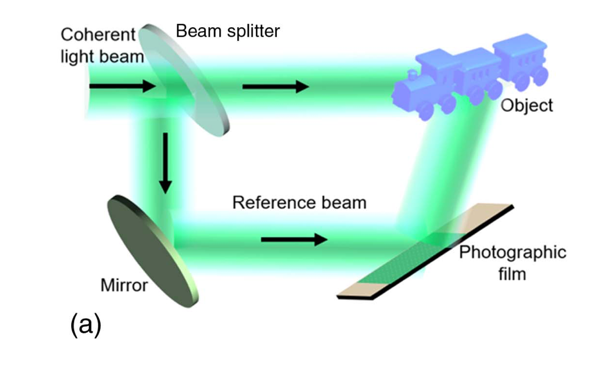 Coherent
light beam
Beam splitter
Object
Reference beam
Photographic
film
Mirror
(a)